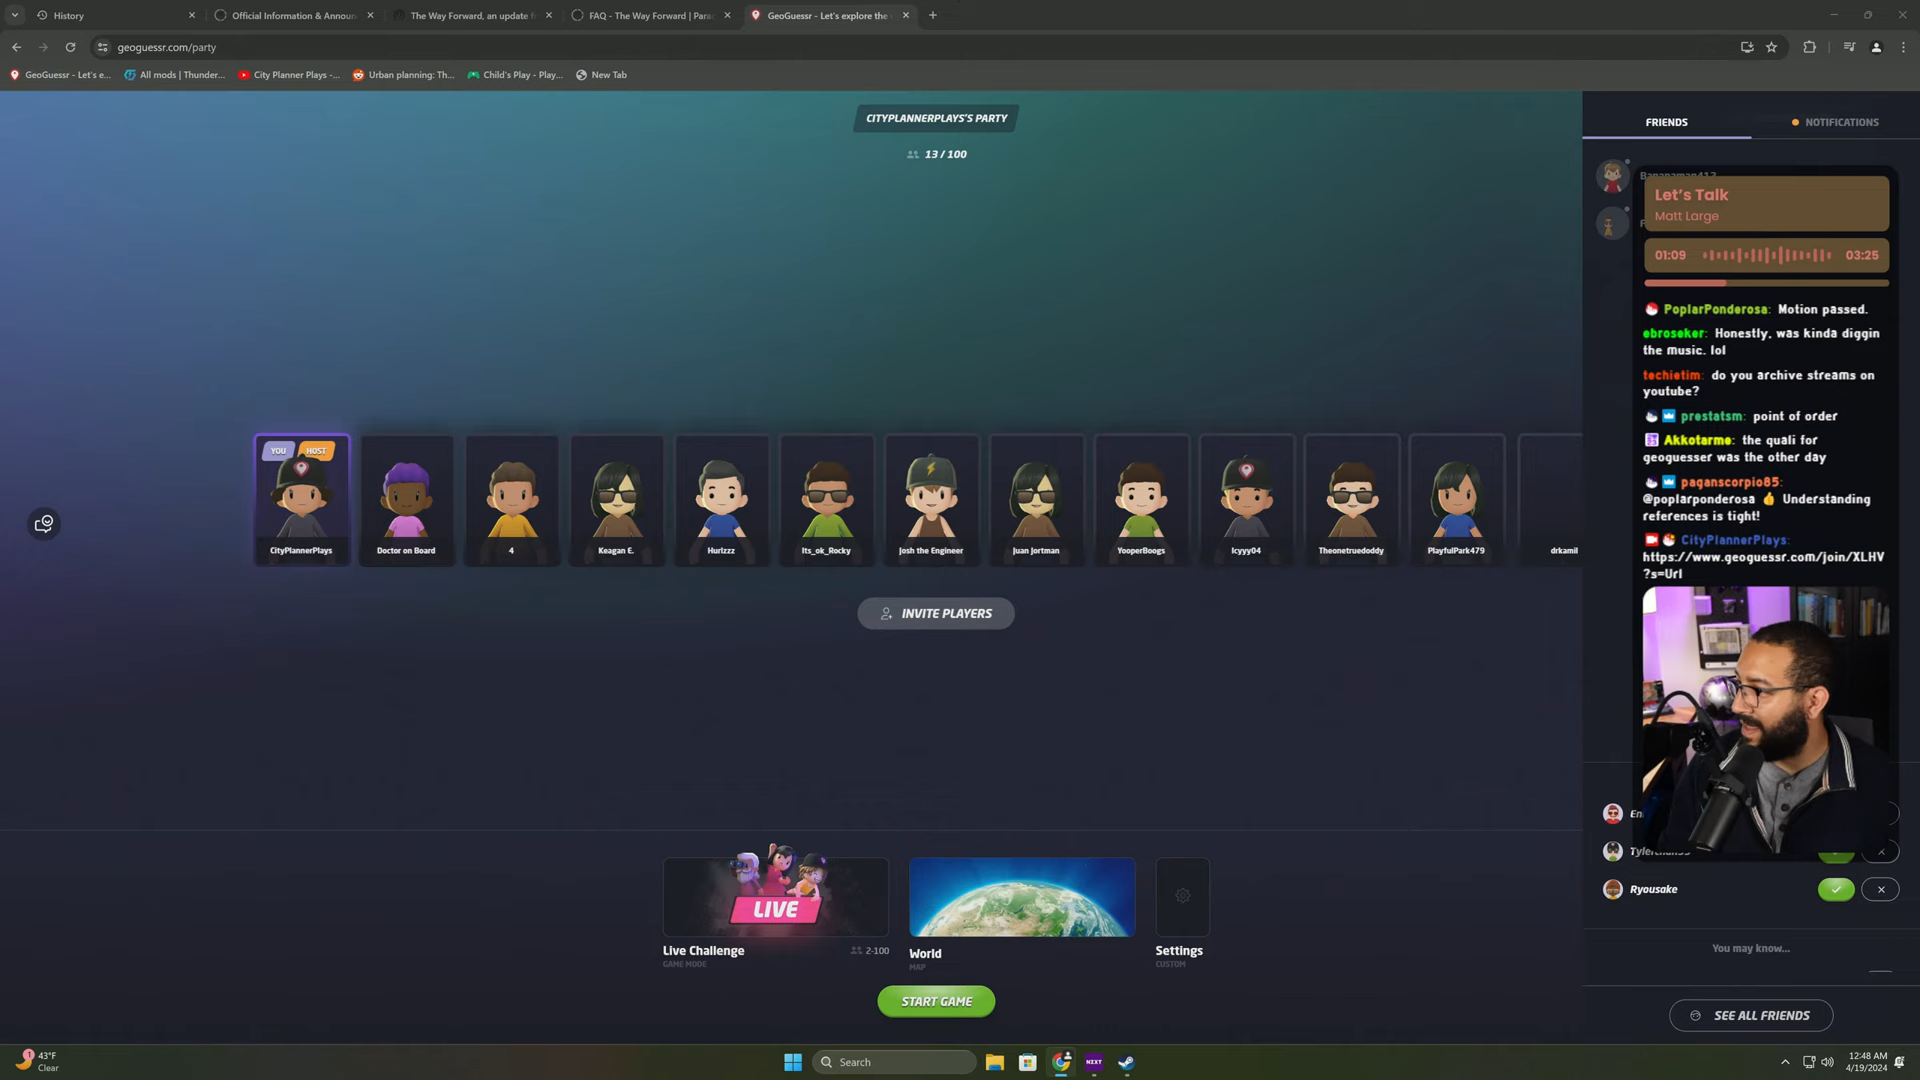 History
Official Information & Announ
The Way Forward, an update f
FAQ - The Way Forward | Para
GeoGuessr - Let's explore the
geoguessr.com/party
GeoGuessr - Let's e...
All mods | Thunder...
City Planner Plays -...
Urban planning: Th...
Child's Play - Play...
New Tab
CITYPLANNERPLAYS'S PARTY
13 / 100
FRIENDS
NOTIFICATIONS
Bananaman413
Let's Talk
Matt Large
01:09
03:25
PoplarPonderosa: Motion passed.
ebroseker: Honestly, was kinda diggin
the music. lol
techietim: do you archive streams on
youtube?
prestatsm: point of order
Akkotarme: the quali for
geoguesser was the other day
paganscorpio85:
@poplarponderosa 👍 Understanding
references is tight!
CityPlannerPlays:
https://www.geoguessr.com/join/XLHV
?s=Url
YOU
HOST
CityPlannerPlays
Doctor on Board
4
Keagan E.
Hurlzzz
Its_ok_Rocky
Josh the Engineer
Juan Jortman
YooperBoogs
Icyyy04
Theonetruedoddy
PlayfulPark479
drkamil
INVITE PLAYERS
LIVE
Live Challenge
2-100
GAME MODE
World
MAP
Settings
CUSTOM
START GAME
Ryousake
You may know...
SEE ALL FRIENDS
1
43°F
Clear
Search
NZXT
12:48 AM
4/19/2024